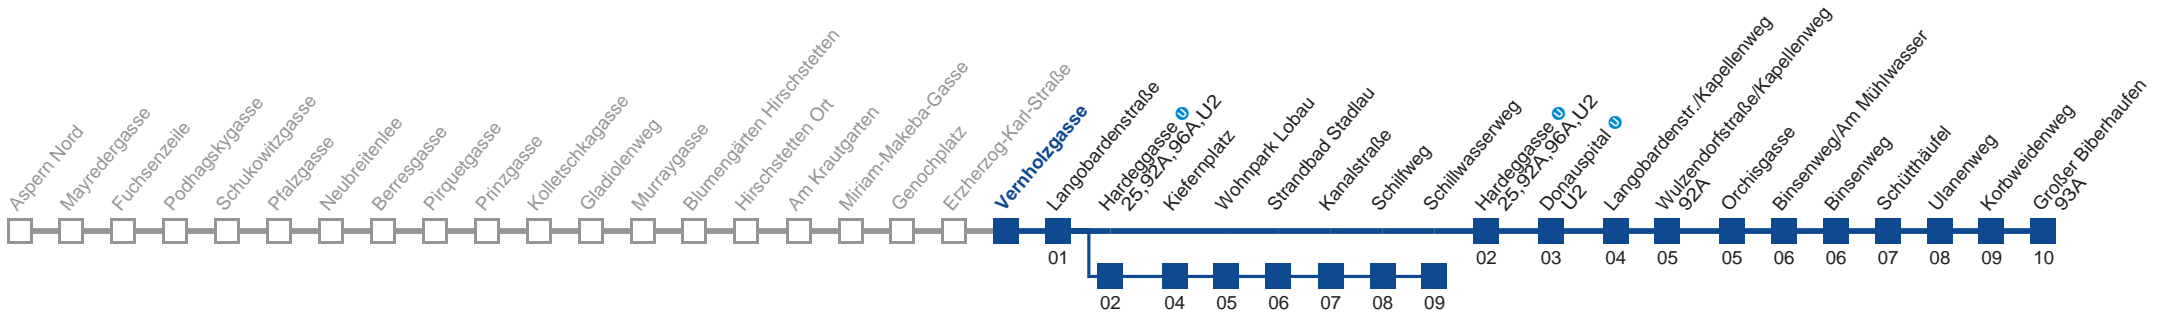 Aspern Nord
Mayredergasse
Fuchsenzeile
Podhagskygasse
Schukowitzgasse
Pfalzgasse
Neubreitenlee
Berresgasse
Pirquetgasse
Prinzgasse
Kolletschkagasse
Gladiolenweg
Murraygasse
Blumengärten Hirschstetten
Hirschstetten Ort
Am Krautgarten
Miriam-Makeba-Gasse
Genochplatz
Erzherzog-Karl-Straße
Vernholzgasse
Langobardenstraße
Hardeggasse U
25,32A,96A,U2
Kiefernplatz
Wohnpark Lobau
Strandbad Stadlau
Kanalstraße
Schilfweg
Schillwasserweg
Hardeggasse U
25,32A,96A,U2
Donauspital U
U2
Langobardenstr./Kapellenweg
Wulzendorfstraße/Kapellenweg
92A
Orchisgasse
Binsenweg/Am Mühlwasser
Binsenweg
Schütthäufel
Ulanenweg
Korbweidenweg
Großer Biberhaufen
93A
01 02 03 04 05 05 06 06 07 08 09 10
02 04 05 06 07 08 09